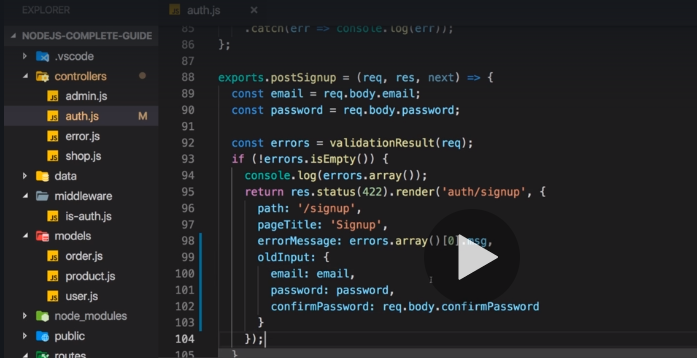 EXPLORER
NODEJS-COMPLETE-GUIDE
.vscode
controllers
admin.js
auth.js M
error.js
shop.js
data
middleware
is-auth.js
models
order.js
product.js
user.js
node_modules
public
routes
auth.js ×
85 .catch(err => console.log(err));
86 };
87
88 exports.postSignup = (req, res, next) => {
89 const email = req.body.email;
90 const password = req.body.password;
91
92 const errors = validationResult(req);
93 if (!errors.isEmpty()) {
94 console.log(errors.array());
95 return res.status(422).render('auth/signup', {
96 path: '/signup',
97 pageTitle: 'Signup',
98 errorMessage: errors.array()[0].msg,
99 oldInput: {
100 email: email,
101 password: password,
102 confirmPassword: req.body.confirmPassword
103 }
104 });
105 }